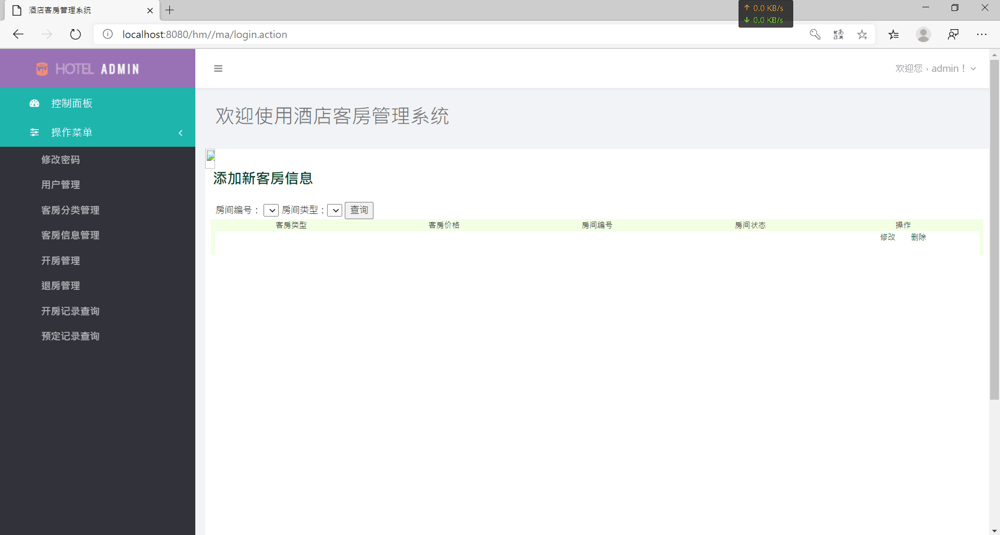 酒店客房管理系统
↑ 0.0 KB/s
↓ 0.0 KB/s
localhost:8080/hm//ma/login.action
HOTEL ADMIN
欢迎您，admin！
控制面板
操作菜单
修改密码
用户管理
客房分类管理
客房信息管理
开房管理
退房管理
开房记录查询
预定记录查询
欢迎使用酒店客房管理系统
添加新客房信息
房间编号： 房间类型： 查询
客房类型 客房价格 房间编号 房间状态 操作
修改 删除